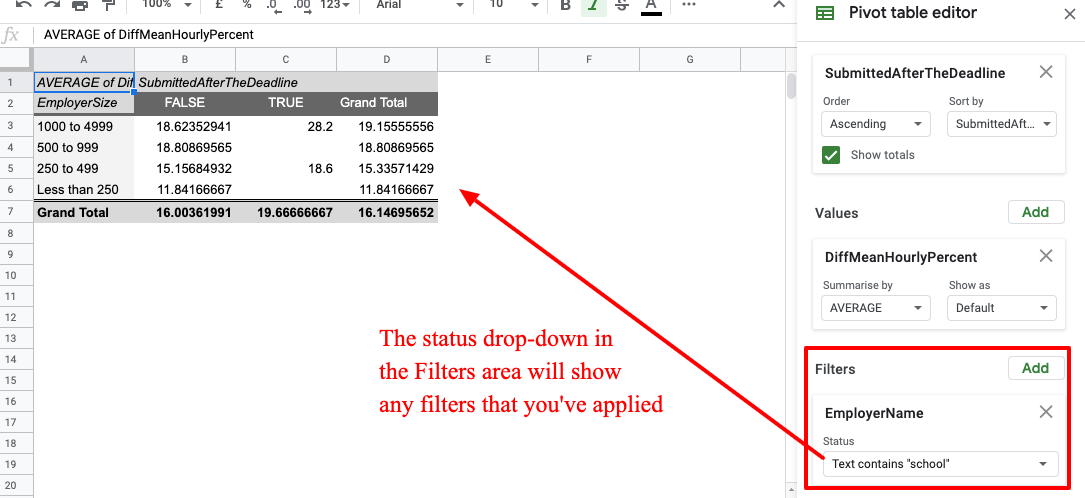 100% £ % .0 .00 123 Arial 10 B I S A
Pivot table editor
fx AVERAGE of DiffMeanHourlyPercent
A B C D E F G
1 AVERAGE of Dif SubmittedAfterTheDeadline
2 EmployerSize FALSE TRUE Grand Total
3 1000 to 4999 18.62352941 28.2 19.15555556
4 500 to 999 18.80869565 18.80869565
5 250 to 499 15.15684932 18.6 15.33571429
6 Less than 250 11.84166667 11.84166667
7 Grand Total 16.00361991 19.66666667 16.14695652
8
9
10
11
12
13
14
15
16
17
18
19
20
The status drop-down in
the Filters area will show
any filters that you've applied
SubmittedAfterTheDeadline
Order Sort by
Ascending SubmittedAft...
Show totals
Values Add
DiffMeanHourlyPercent
Summarise by Show as
AVERAGE Default
Filters Add
EmployerName
Status
Text contains "school"